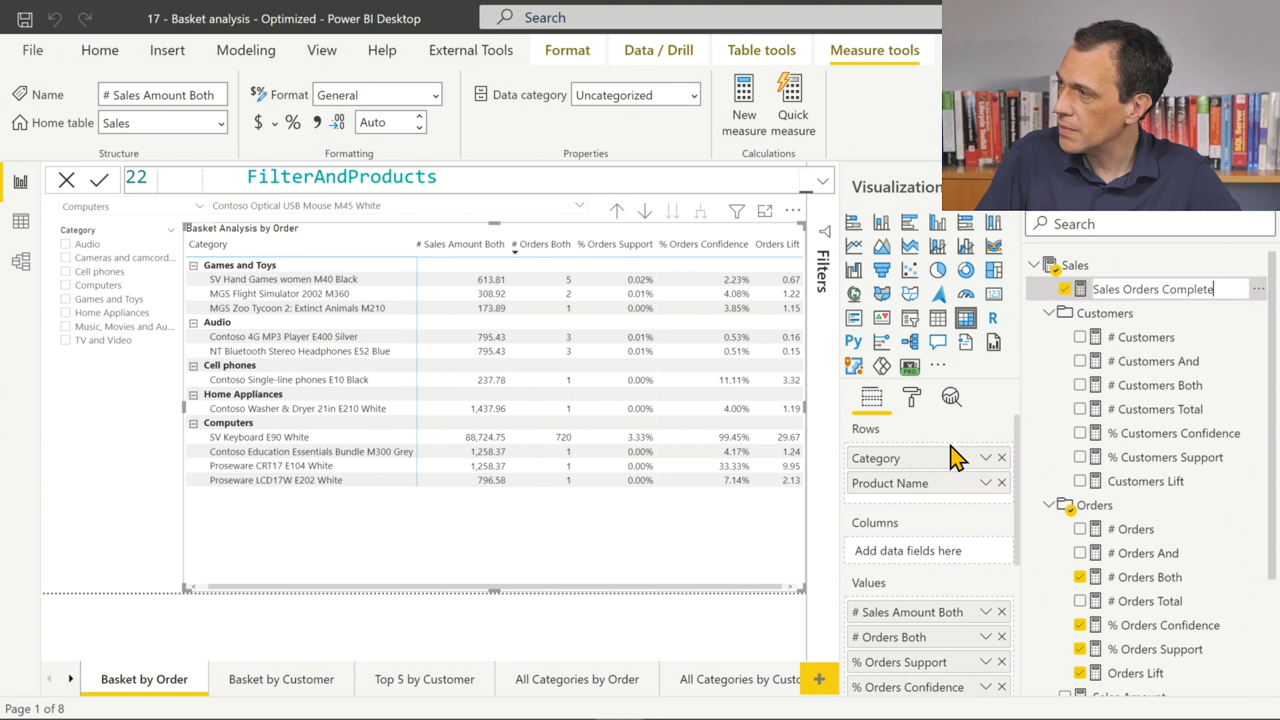 17 - Basket analysis - Optimized - Power BI Desktop
Search
File Home Insert Modeling View Help External Tools Format Data / Drill Table tools Measure tools
Name # Sales Amount Both
Home table Sales
Structure
Format General
$ % , .00 Auto
Formatting
Data category Uncategorized
Properties
New measure
Quick measure
Calculations
22 FilterAndProducts
Computers
Contoso Optical USB Mouse M45 White
Category
Audio
Cameras and camcord...
Cell phones
Computers
Games and Toys
Home Appliances
Music, Movies and Au...
TV and Video
Basket Analysis by Order
Category # Sales Amount Both # Orders Both % Orders Support % Orders Confidence Orders Lift
Games and Toys
SV Hand Games women M40 Black 613.81 5 0.02% 2.23% 0.67
MGS Flight Simulator 2002 M360 308.92 2 0.01% 4.08% 1.22
MGS Zoo Tycoon 2: Extinct Animals M210 173.89 1 0.00% 3.85% 1.15
Audio
Contoso 4G MP3 Player E400 Silver 795.43 3 0.01% 0.53% 0.16
NT Bluetooth Stereo Headphones E52 Blue 795.43 3 0.01% 0.51% 0.15
Cell phones
Contoso Single-line phones E10 Black 237.78 1 0.00% 11.11% 3.32
Home Appliances
Contoso Washer & Dryer 21in E210 White 1,437.96 1 0.00% 4.00% 1.19
Computers
SV Keyboard E90 White 88,724.75 720 3.33% 99.45% 29.67
Contoso Education Essentials Bundle M300 Grey 1,258.37 1 0.00% 4.17% 1.24
Proseware CRT17 E104 White 1,258.37 1 0.00% 33.33% 9.95
Proseware LCD17W E202 White 796.58 1 0.00% 7.14% 2.13
Filters
Visualization
R
Py
PRO
Rows
Category
Product Name
Columns
Add data fields here
Values
# Sales Amount Both
# Orders Both
% Orders Support
% Orders Confidence
Search
Sales
Sales Orders Complete
Customers
# Customers
# Customers And
# Customers Both
# Customers Total
% Customers Confidence
% Customers Support
Customers Lift
Orders
# Orders
# Orders And
# Orders Both
# Orders Total
% Orders Confidence
% Orders Support
Orders Lift
Basket by Order Basket by Customer Top 5 by Customer All Categories by Order All Categories by Custo
Page 1 of 8